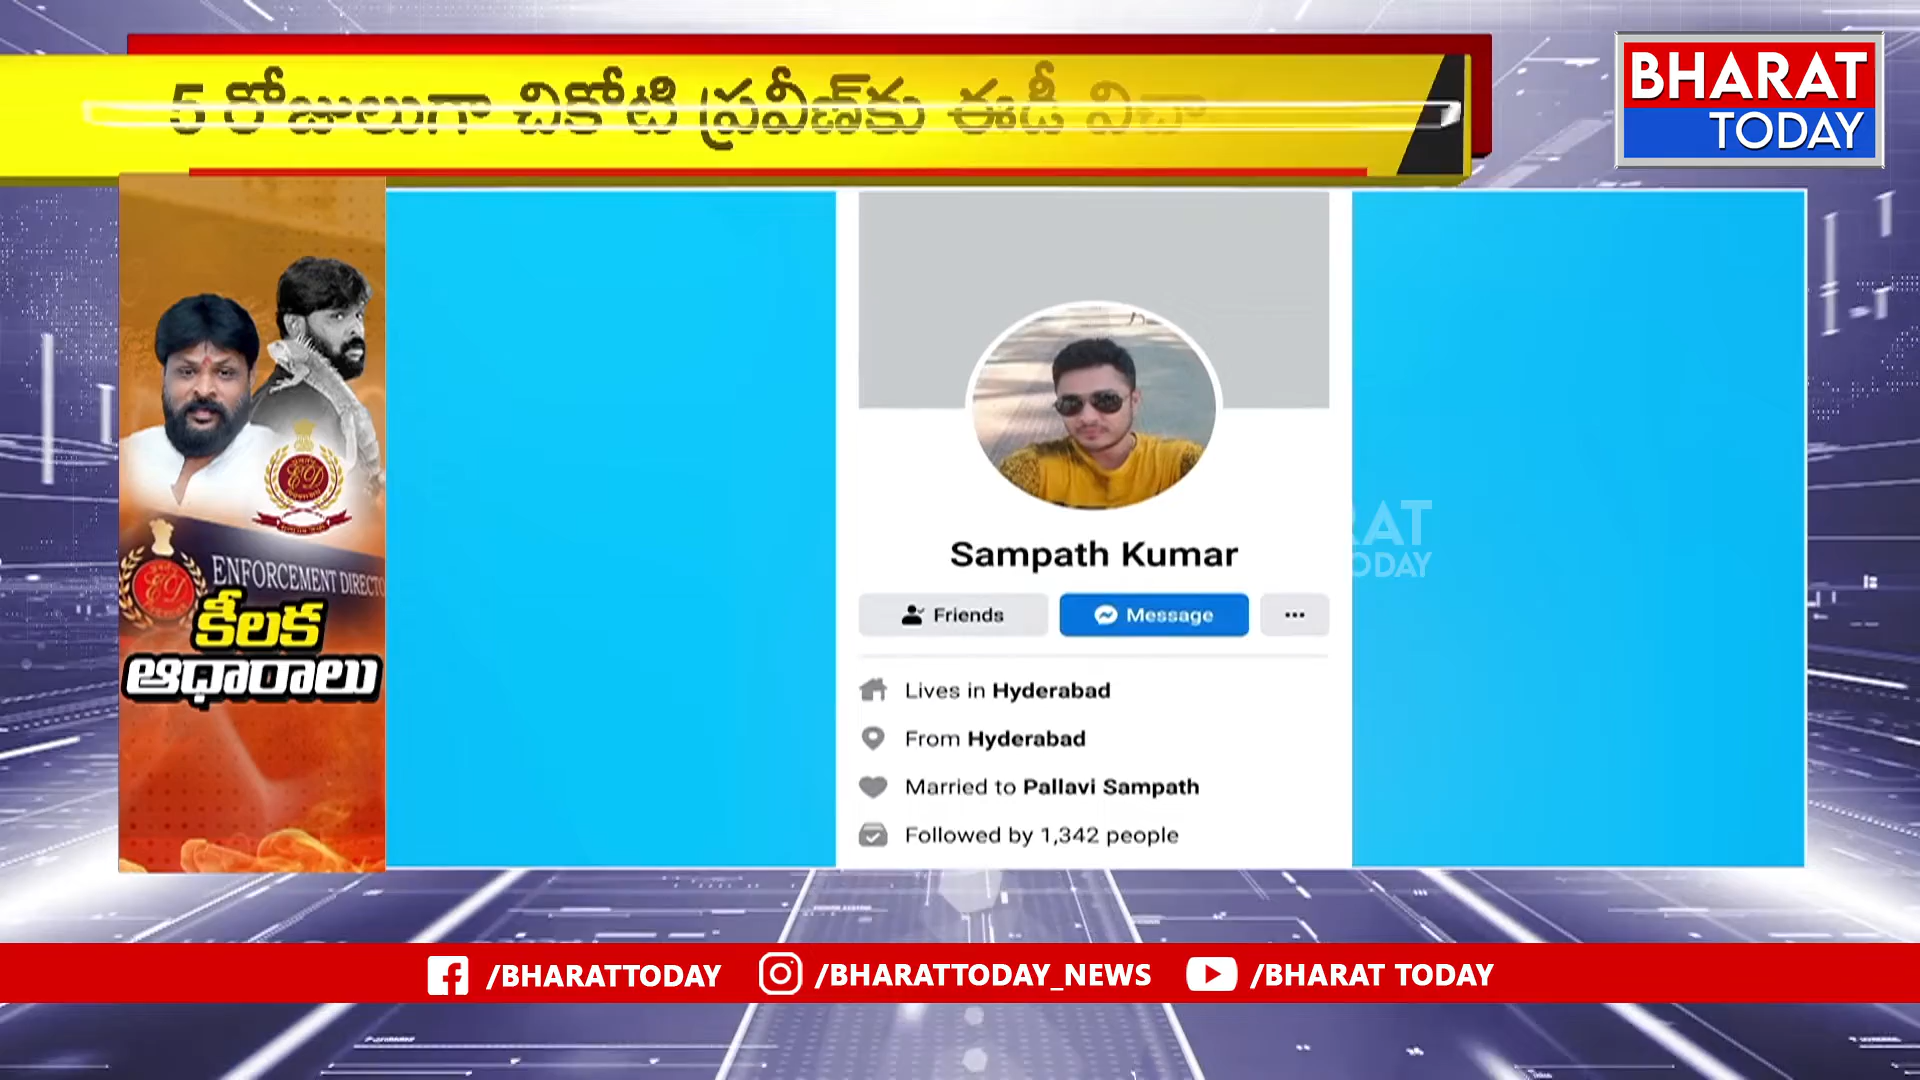 5 రోజులుగా చికోటి ప్రవీణ్‌కు ఈడీ
BHARAT
TODAY
ENFORCEMENT
కీలక
ఆధారాలు
Sampath Kumar
Friends
Message
Lives in Hyderabad
From Hyderabad
Married to Pallavi Sampath
Followed by 1,342 people
/BHARATTODAY
/BHARATTODAY_NEWS
/BHARAT TODAY